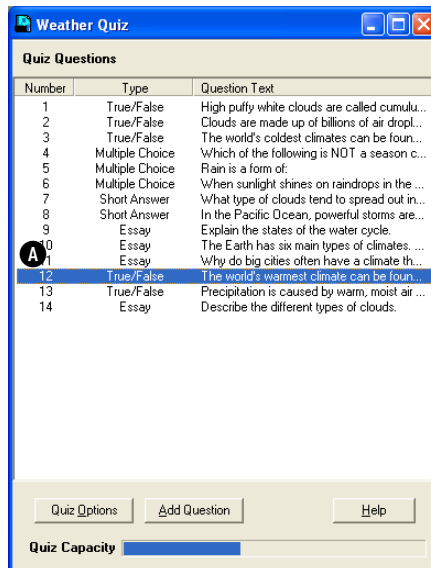 Weather Quiz
Quiz Questions
Number Type Question Text
1 True/False High puffy white clouds are called cumulu...
2 True/False Clouds are made up of billions of air dropl...
3 True/False The world's coldest climates can be foun...
4 Multiple Choice Which of the following is NOT a season c...
5 Multiple Choice Rain is a form of:
6 Multiple Choice When sunlight shines on raindrops in the ...
7 Short Answer What type of clouds tend to spread out in...
8 Short Answer In the Pacific Ocean, powerful storms are...
9 Essay Explain the states of the water cycle.
10 Essay The Earth has six main types of climates. ...
A 11 Essay Why do big cities often have a climate th...
12 True/False The world's warmest climate can be foun...
13 True/False Precipitation is caused by warm, moist air ...
14 Essay Describe the different types of clouds.
Quiz Options Add Question Help
Quiz Capacity